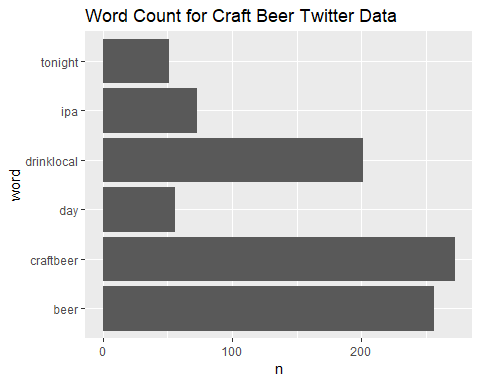 Word Count for Craft Beer Twitter Data
word
tonight
ipa
drinklocal
day
craftbeer
beer
0 100 200
n